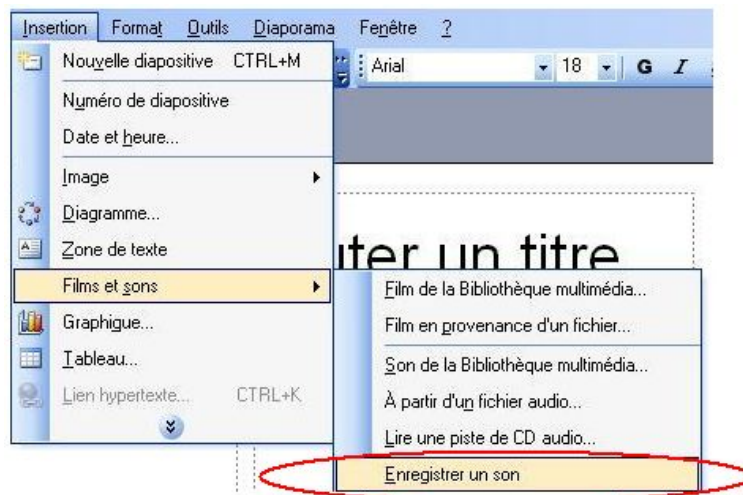 Insertion Format Outils Diaporama Fenêtre ?
Nouvelle diapositive CTRL+M
Arial 18 G I
Numéro de diapositive
Date et heure...
Image
Diagramme...
Zone de texte
uter un titre
Films et sons
Film de la Bibliothèque multimédia...
Graphique...
Film en provenance d'un fichier...
Tableau...
Son de la Bibliothèque multimédia...
Lien hypertexte... CTRL+K
À partir d'un fichier audio...
Lire une piste de CD audio...
Enregistrer un son